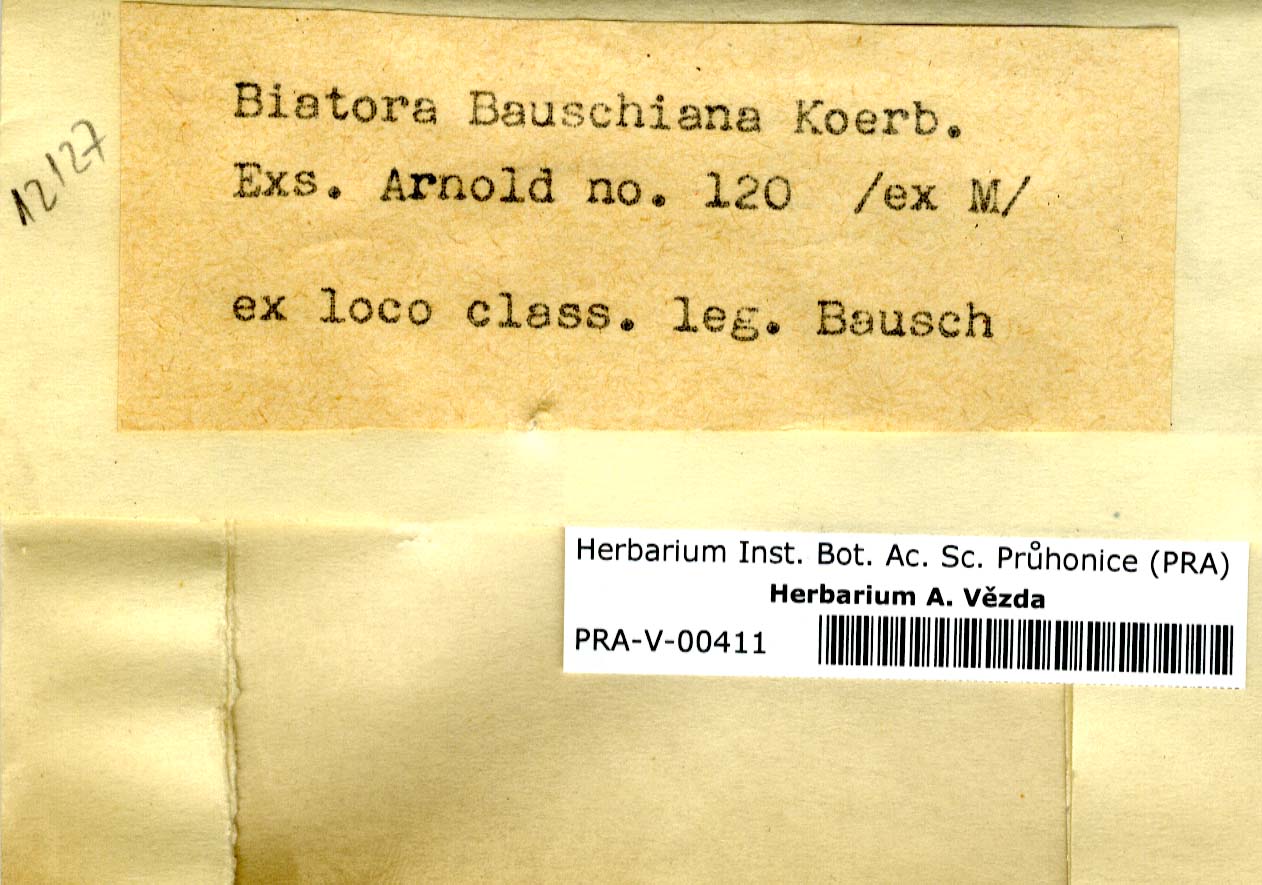 Biatora Bauschiana Koerb.
Exs. Arnold no. 120 /ex M/
ex loco class. leg. Bausch
12127
Herbarium Inst. Bot. Ac. Sc. Průhonice (PRA)
Herbarium A. Vězda
PRA-V-00411